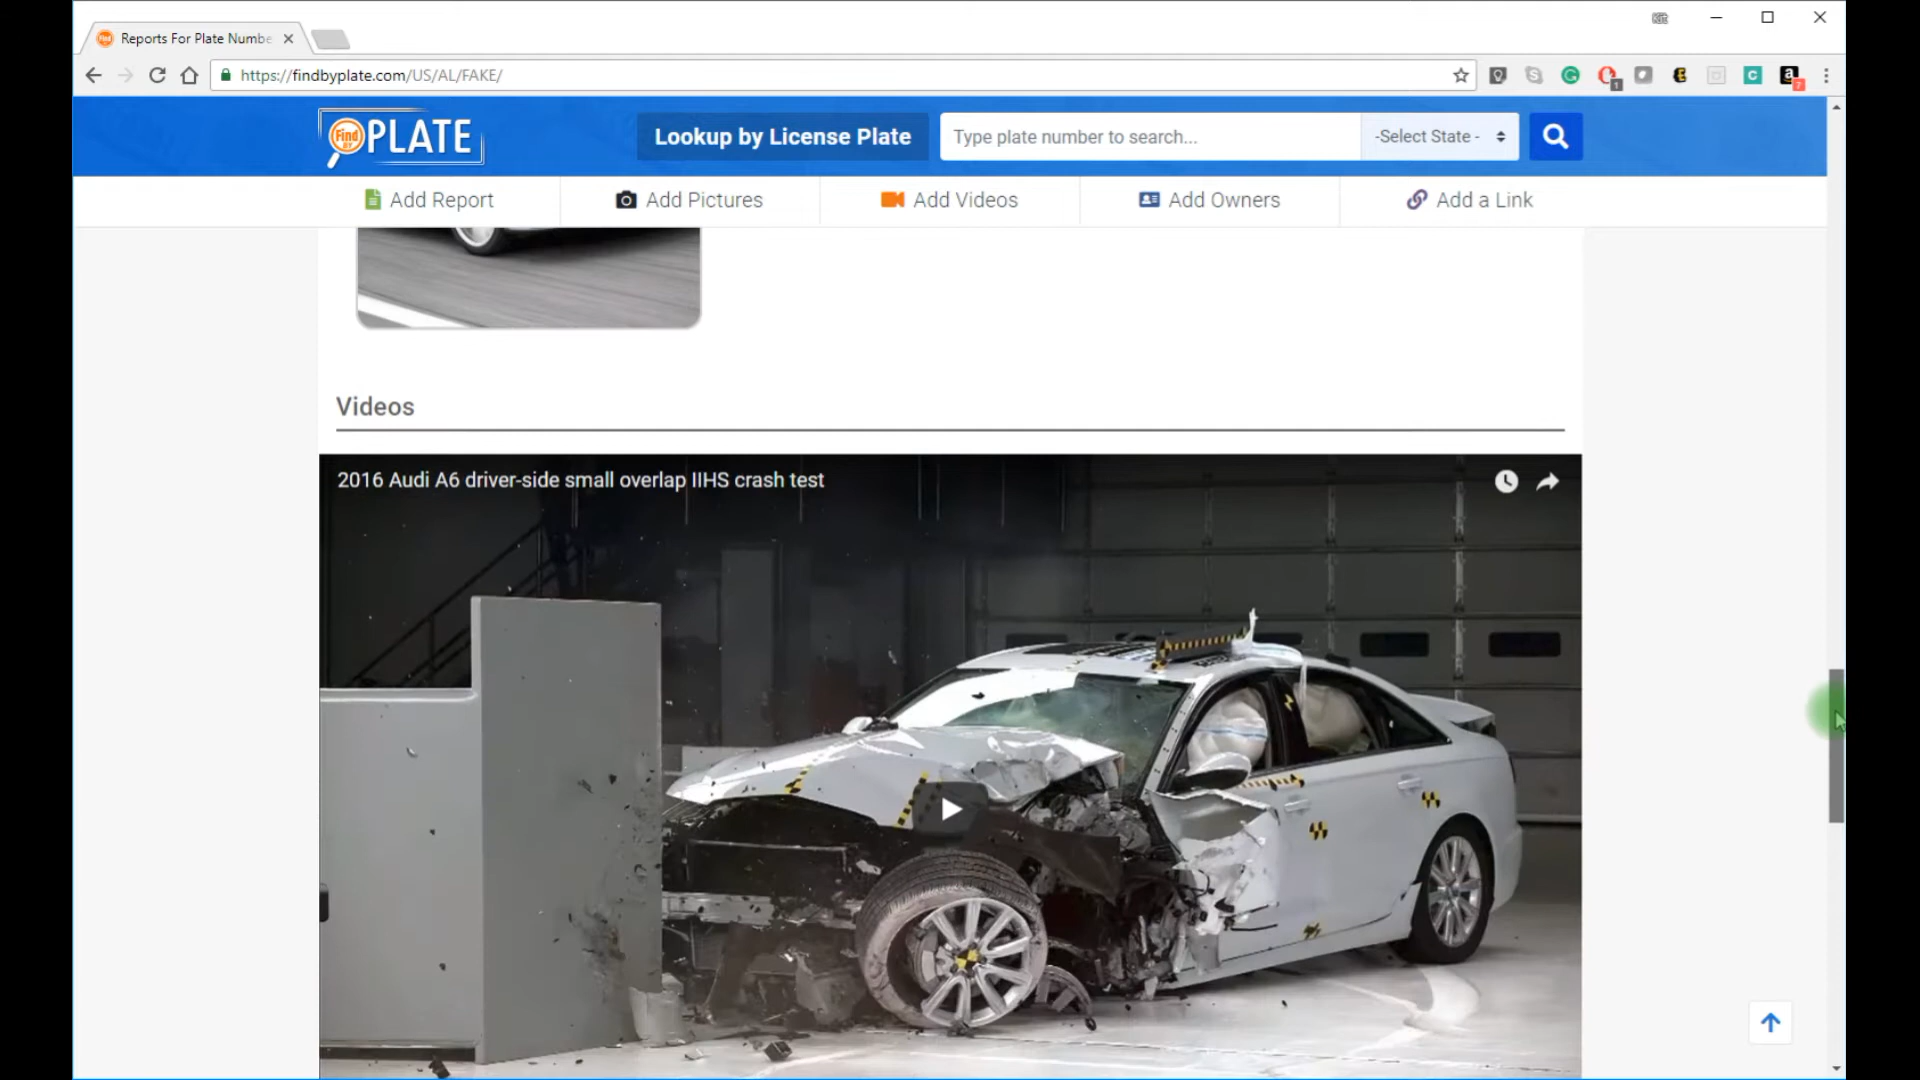 Reports For Plate Numbe
https://findbyplate.com/US/AL/FAKE/
Find BY PLATE
Lookup by License Plate
Type plate number to search...
-Select State -
Add Report
Add Pictures
Add Videos
Add Owners
Add a Link
Videos
2016 Audi A6 driver-side small overlap IIHS crash test